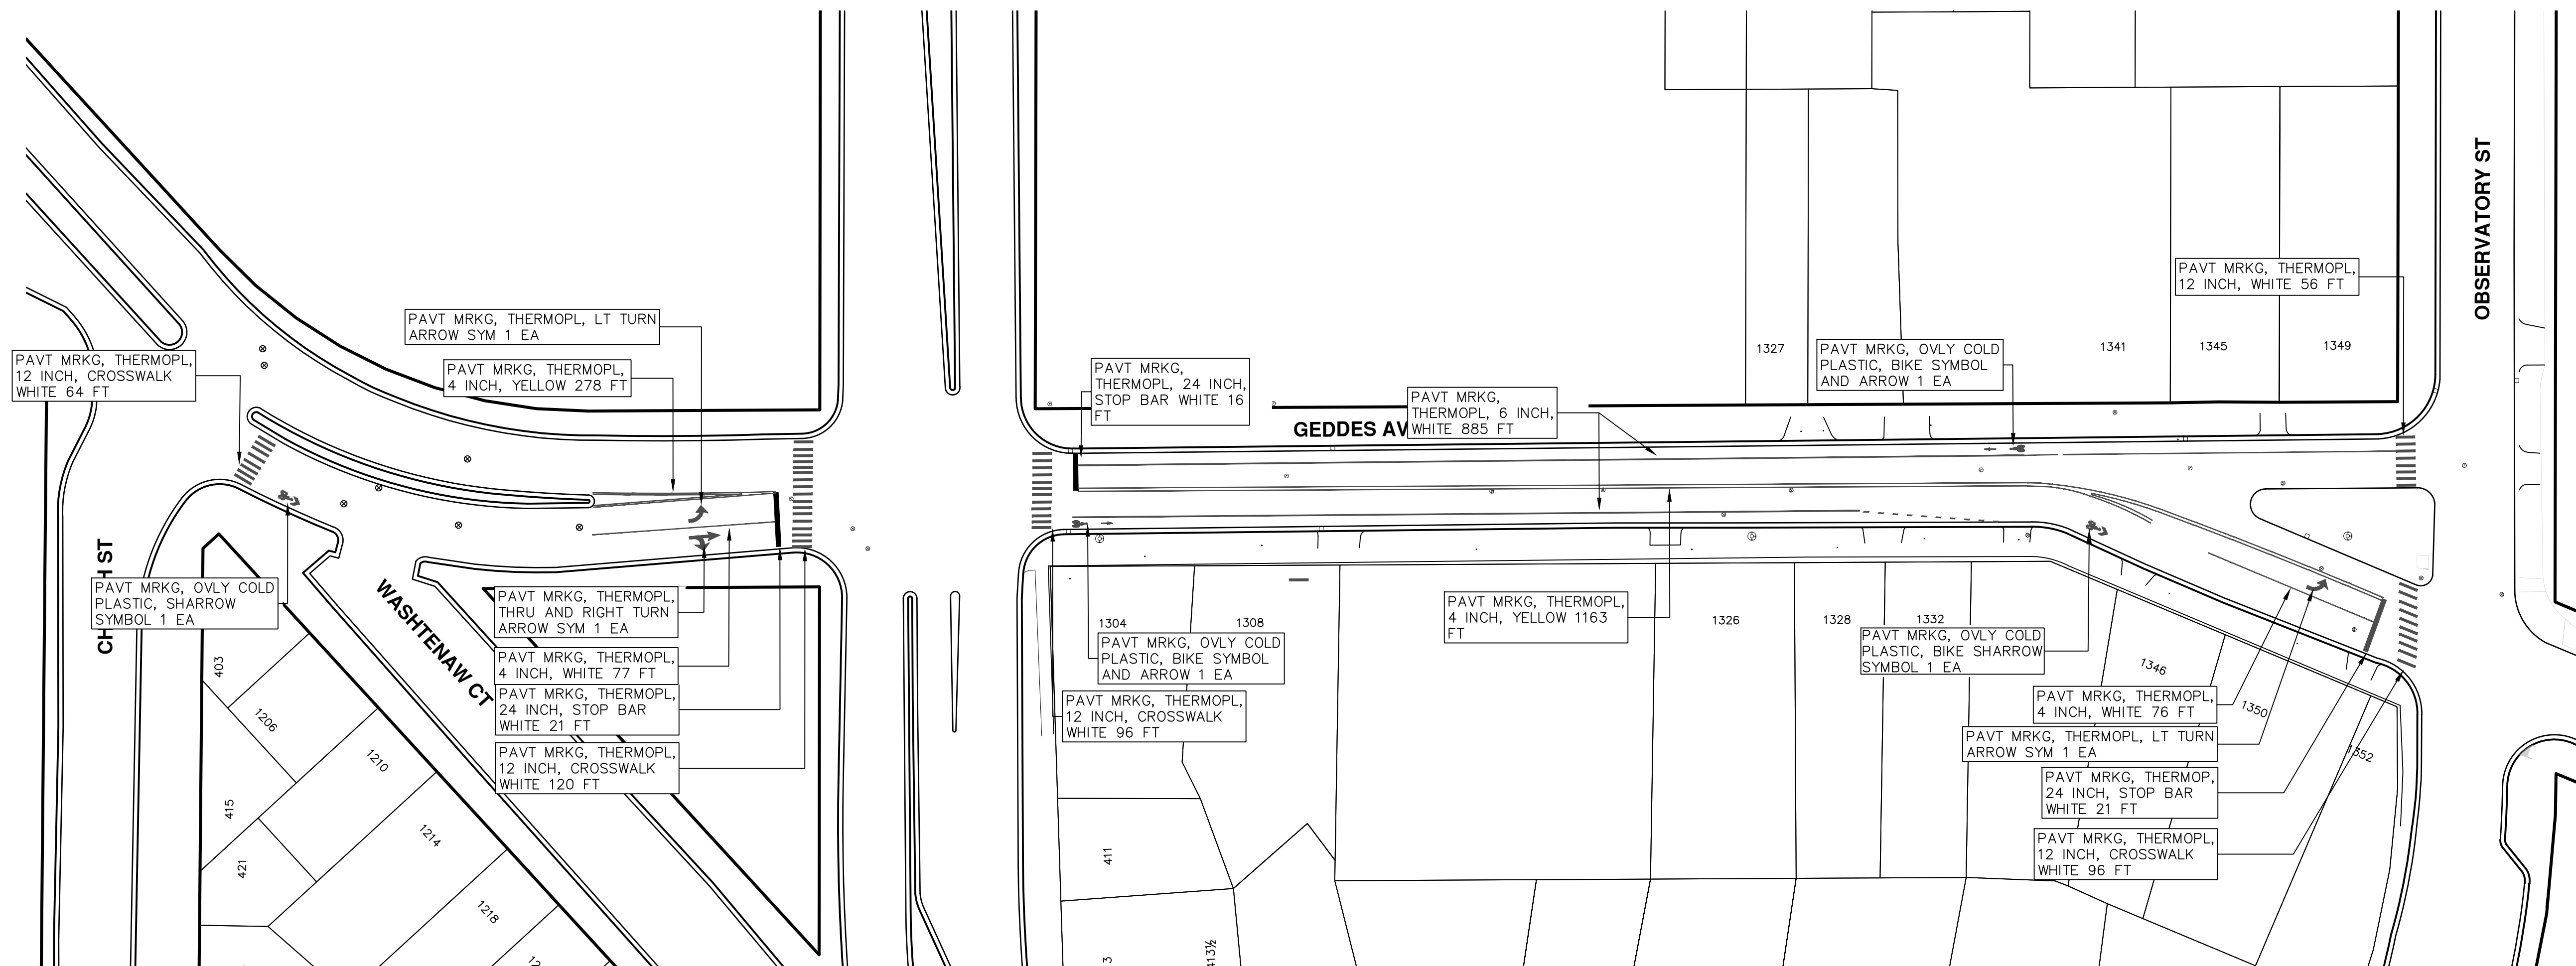 PAVT MRKG, THERMOPL,
12 INCH, CROSSWALK
WHITE 64 FT
PAVT MRKG, THERMOPL, LT TURN
ARROW SYM 1 EA
PAVT MRKG, THERMOPL,
4 INCH, YELLOW 278 FT
PAVT MRKG, OVLY COLD
PLASTIC, SHARROW
SYMBOL 1 EA
WASHTENAW CT
PAVT MRKG, THERMOPL,
THRU AND RIGHT TURN
ARROW SYM 1 EA
PAVT MRKG, THERMOPL,
4 INCH, WHITE 77 FT
PAVT MRKG, THERMOPL,
24 INCH, STOP BAR
WHITE 21 FT
PAVT MRKG, THERMOPL,
12 INCH, CROSSWALK
WHITE 120 FT
403
1206
1210
415
1214
421
1218
PAVT MRKG,
THERMOPL, 24 INCH,
STOP BAR WHITE 16
FT
GEDDES AV
PAVT MRKG,
THERMOPL, 6 INCH,
WHITE 885 FT
1327
PAVT MRKG, OVLY COLD
PLASTIC, BIKE SYMBOL
AND ARROW 1 EA
1341
1345
1349
PAVT MRKG, THERMOPL,
12 INCH, WHITE 56 FT
OBSERVATORY ST
1304
1308
PAVT MRKG, OVLY COLD
PLASTIC, BIKE SYMBOL
AND ARROW 1 EA
PAVT MRKG, THERMOPL,
12 INCH, CROSSWALK
WHITE 96 FT
PAVT MRKG, THERMOPL,
4 INCH, YELLOW 1163
FT
1326
1328
1332
PAVT MRKG, OVLY COLD
PLASTIC, BIKE SHARROW
SYMBOL 1 EA
1346
1350
1352
PAVT MRKG, THERMOPL,
4 INCH, WHITE 76 FT
PAVT MRKG, THERMOPL, LT TURN
ARROW SYM 1 EA
PAVT MRKG, THERMOP,
24 INCH, STOP BAR
WHITE 21 FT
PAVT MRKG, THERMOPL,
12 INCH, CROSSWALK
WHITE 96 FT
411
413½
3